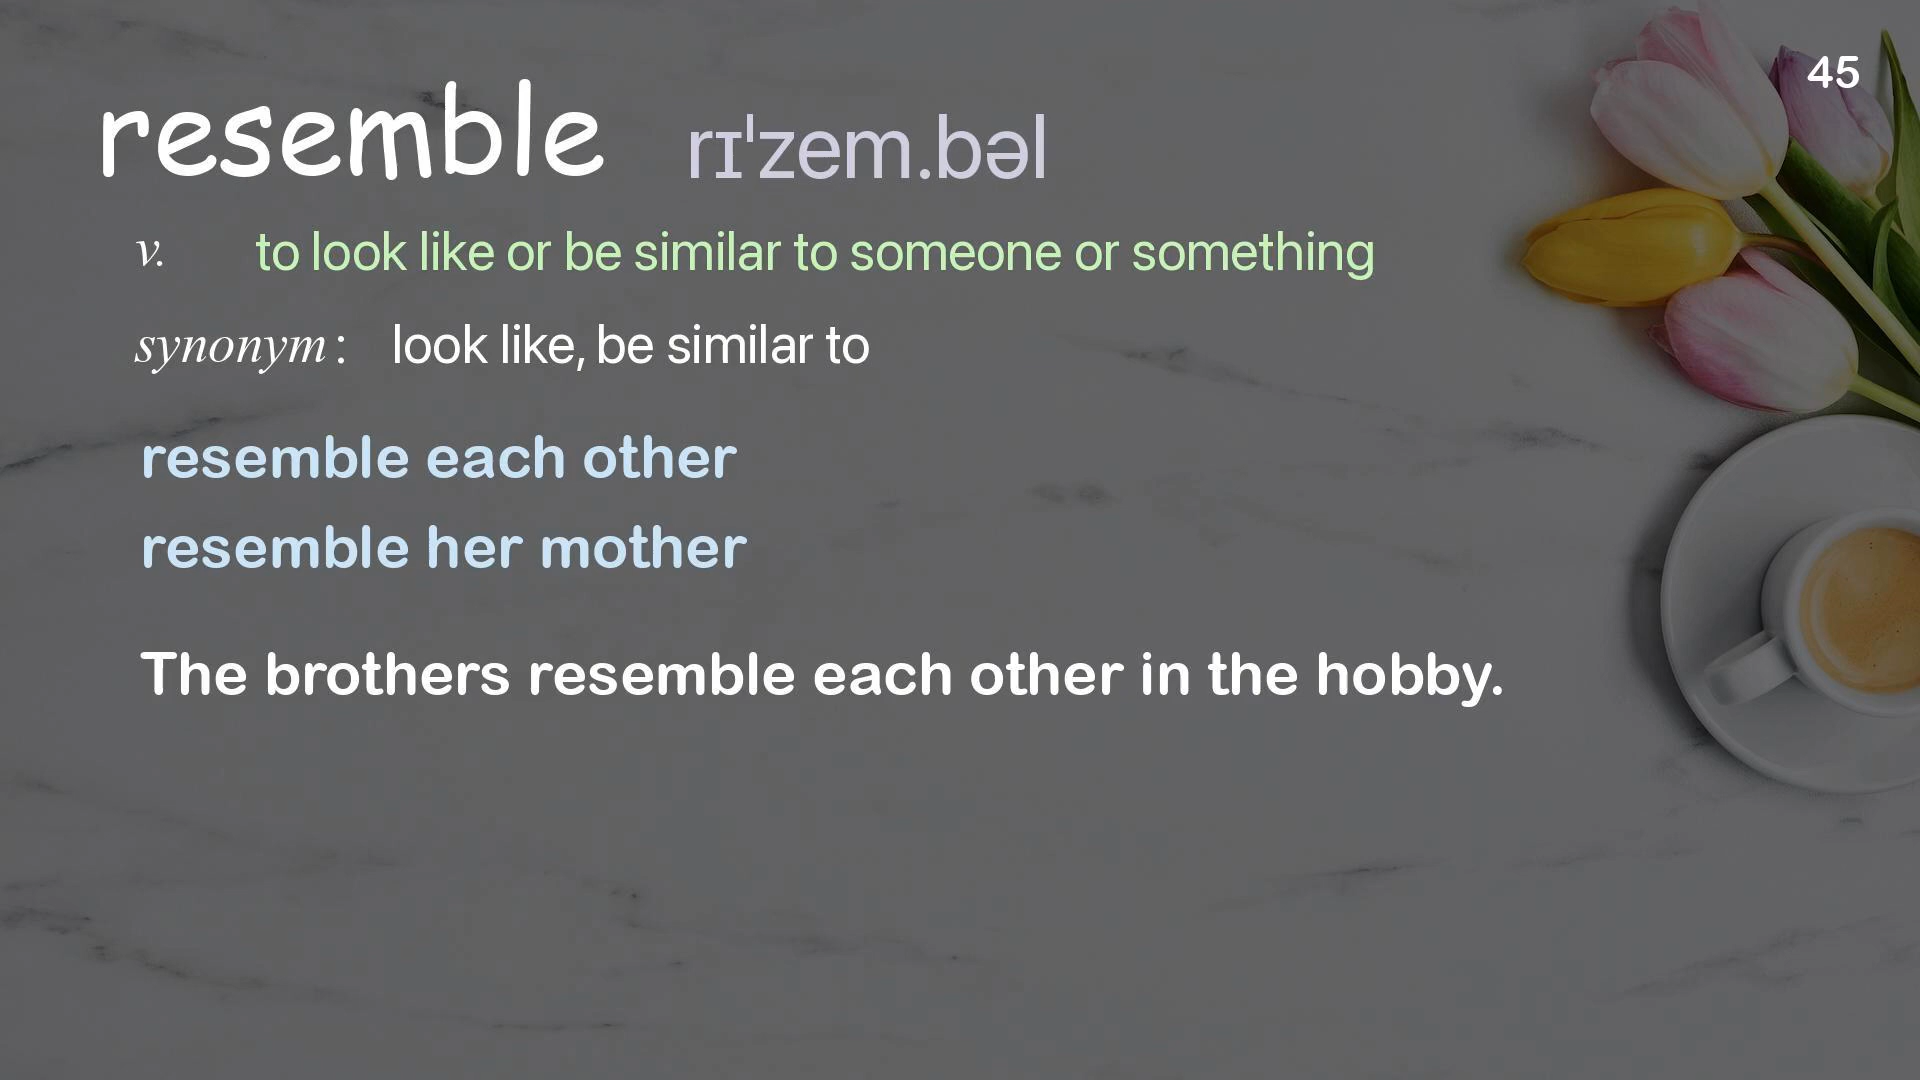 45
resemble rɪˈzem.bəl
v. to look like or be similar to someone or something
synonym: look like, be similar to
resemble each other
resemble her mother
The brothers resemble each other in the hobby.